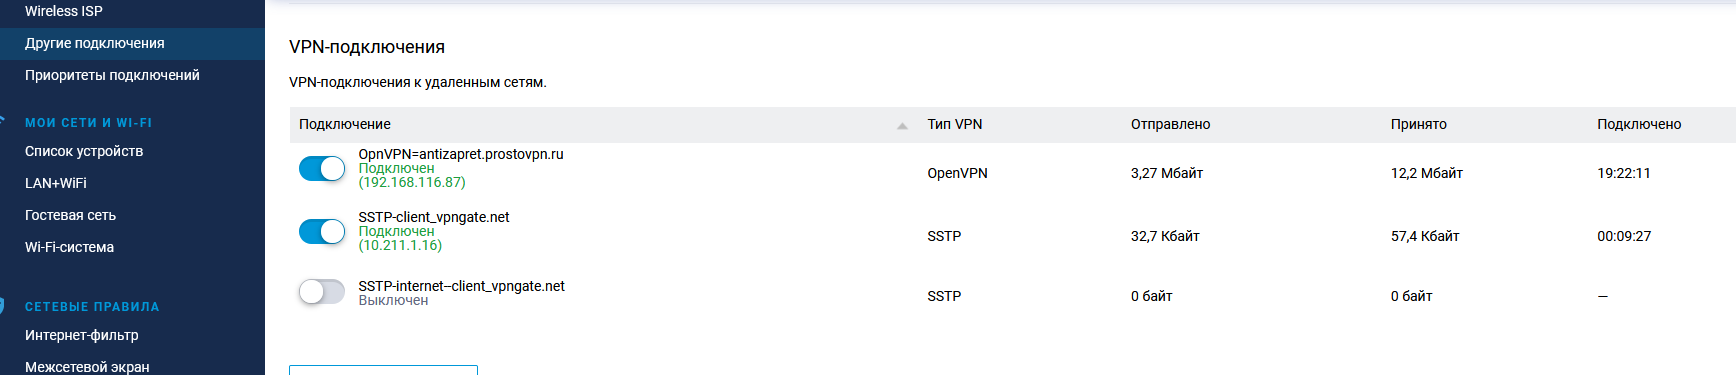 Wireless ISP
Другие подключения
Приоритеты подключений
МОИ СЕТИ И WI-FI
Список устройств
LAN+WiFi
Гостевая сеть
Wi-Fi-система
СЕТЕВЫЕ ПРАВИЛА
Интернет-фильтр
Межсетевой экран
VPN-подключения
VPN-подключения к удаленным сетям.
Подключение Тип VPN Отправлено Принято Подключено
OpnVPN=antizapret.prostovpn.ru
Подключен
(192.168.116.87)
OpenVPN 3,27 Мбайт 12,2 Мбайт 19:22:11
SSTP-client_vpngate.net
Подключен
(10.211.1.16)
SSTP 32,7 Кбайт 57,4 Кбайт 00:09:27
SSTP-internet--client_vpngate.net
Выключен
SSTP 0 байт 0 байт —